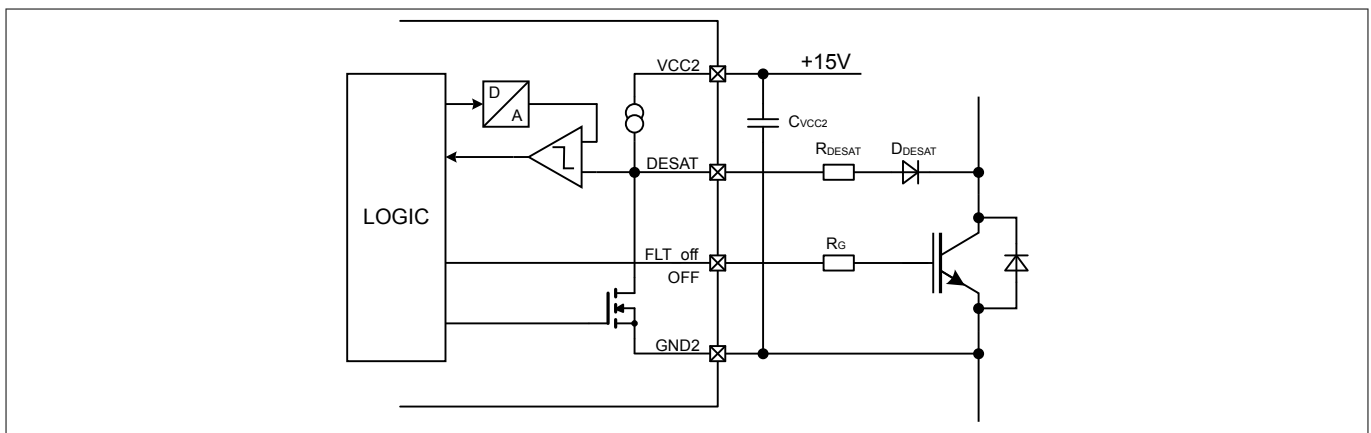 VCC2
+15V
D
A
CVCC2
DESAT
RDESAT
DDESAT
LOGIC
FLT_off
OFF
RG
GND2